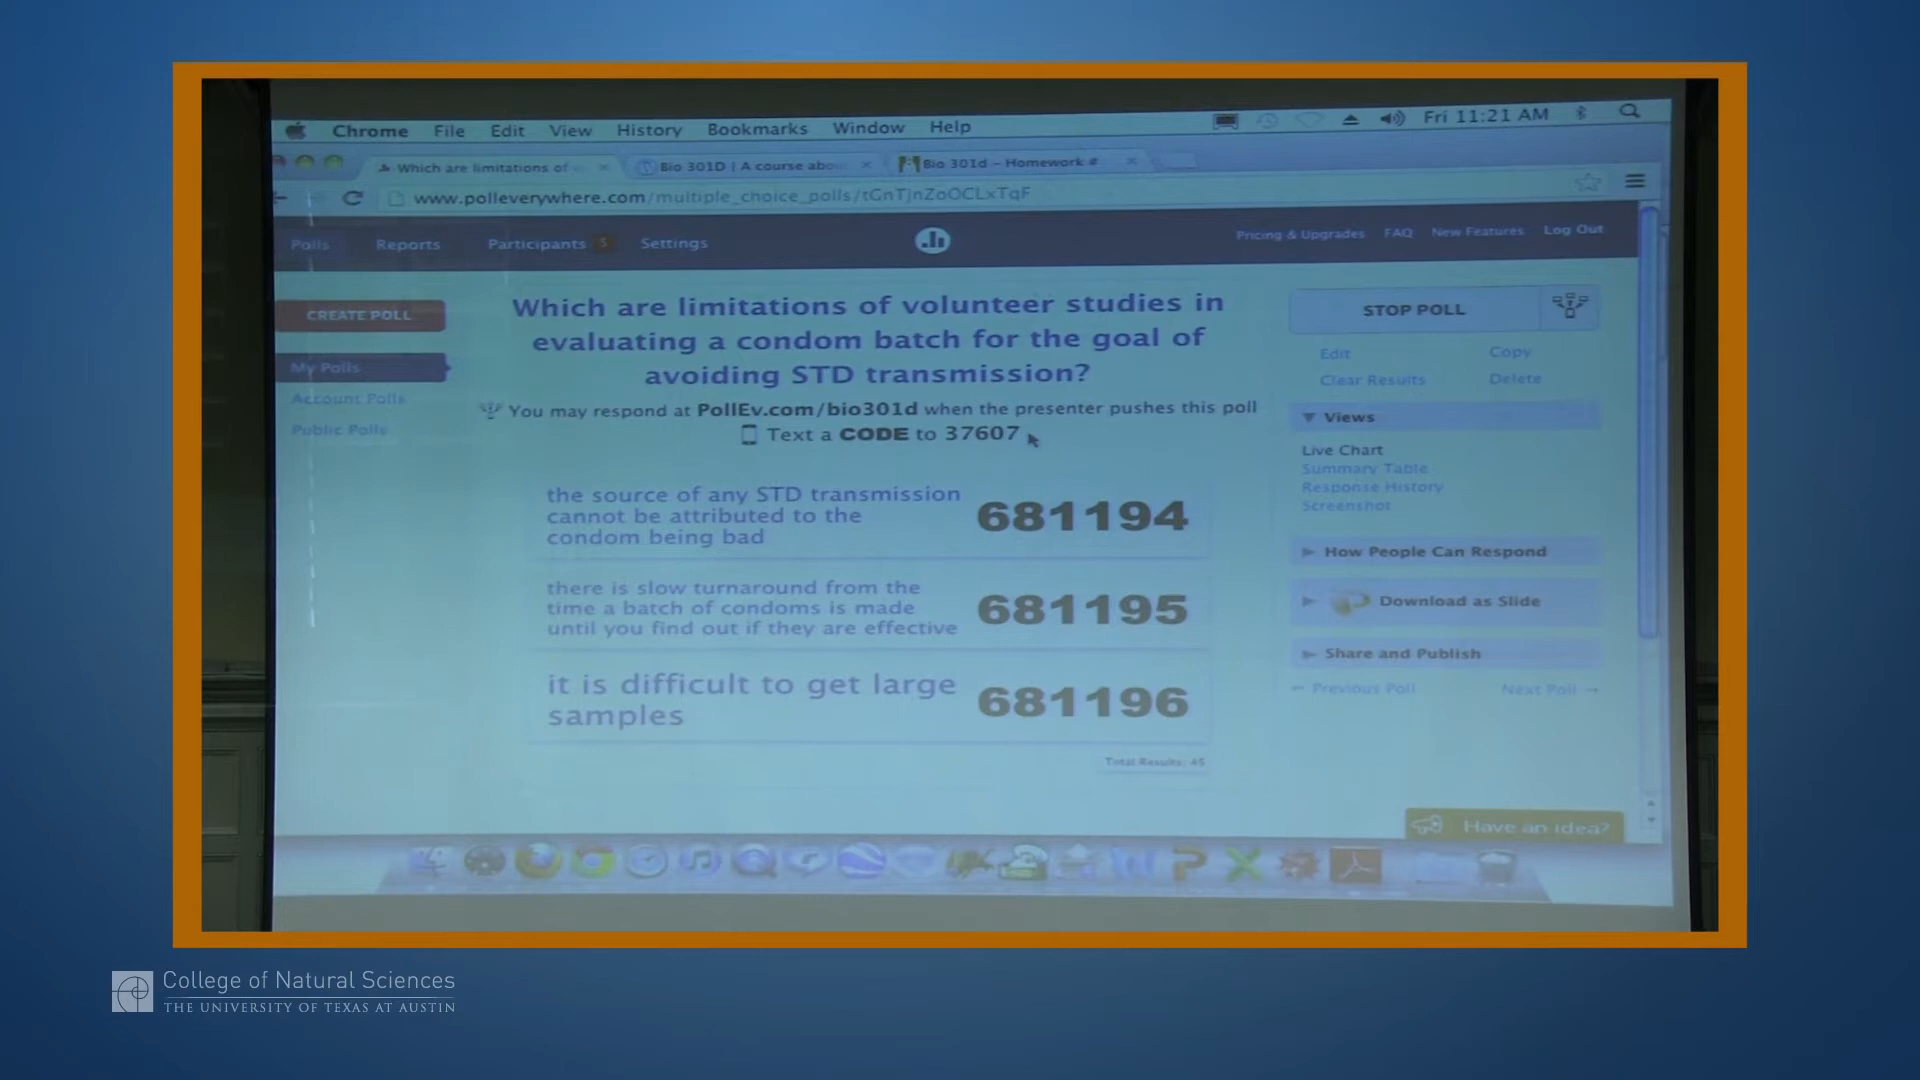 Chrome File Edit View History Bookmarks Window Help Fri 11:21 AM
Which are limitations of Bio 301D | A course abo Bio 301d – Homework #
www.polleverywhere.com/multiple_choice_polls/tGnTjnZoOCLxTqF
Polls Reports Participants 5 Settings Pricing & Upgrades FAQ New Features Log Out
CREATE POLL
My Polls
Account Polls
Public Polls
Which are limitations of volunteer studies in
evaluating a condom batch for the goal of
avoiding STD transmission?
You may respond at PollEv.com/bio301d when the presenter pushes this poll
Text a CODE to 37607
the source of any STD transmission
cannot be attributed to the
condom being bad
681194
there is slow turnaround from the
time a batch of condoms is made
until you find out if they are effective
681195
it is difficult to get large
samples
681196
Total Results: 45
STOP POLL
Edit Copy
Clear Results Delete
Views
Live Chart
Summary Table
Response History
Screenshot
How People Can Respond
Download as Slide
Share and Publish
← Previous Poll Next Poll →
Have an idea?
College of Natural Sciences
THE UNIVERSITY OF TEXAS AT AUSTIN